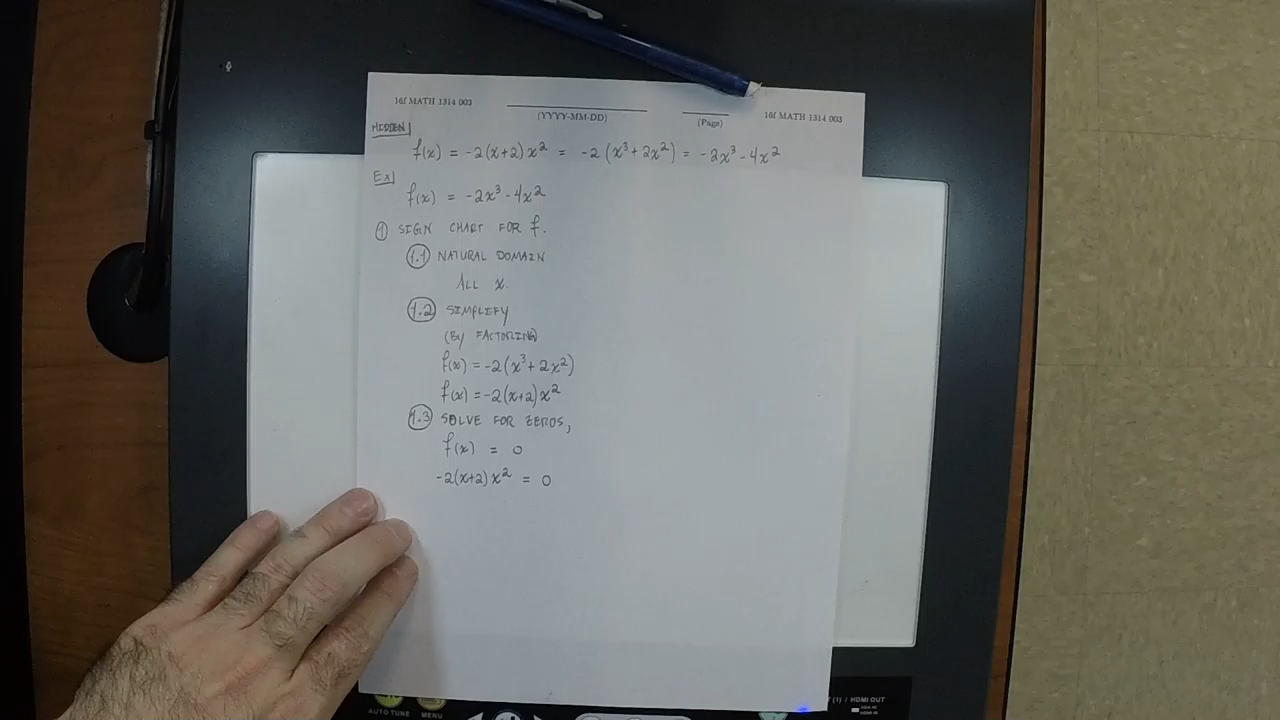 16f MATH 1314 003
(YYYY-MM-DD)
(Page)
16f MATH 1314 003
HIDDEN
f(x) = -2(x+2)x² = -2(x³+2x²) = -2x³-4x²
Ex
f(x) = -2x³-4x²
① SIGN CHART FOR f.
1.1 NATURAL DOMAIN
ALL x.
1.2 SIMPLIFY
(BY FACTORING)
f(x) = -2(x³+2x²)
f(x) = -2(x+2)x²
1.3 SOLVE FOR ZEROS,
f(x) = 0
-2(x+2)x² = 0
AUTO TUNE
MENU
(1) / HDMI OUT